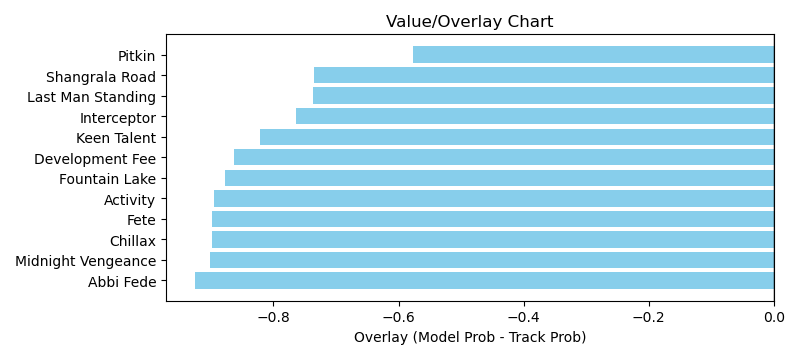 Value/Overlay Chart
Pitkin
Shangrala Road
Last Man Standing
Interceptor
Keen Talent
Development Fee
Fountain Lake
Activity
Fete
Chillax
Midnight Vengeance
Abbi Fede
−0.8 −0.6 −0.4 −0.2 0.0
Overlay (Model Prob - Track Prob)